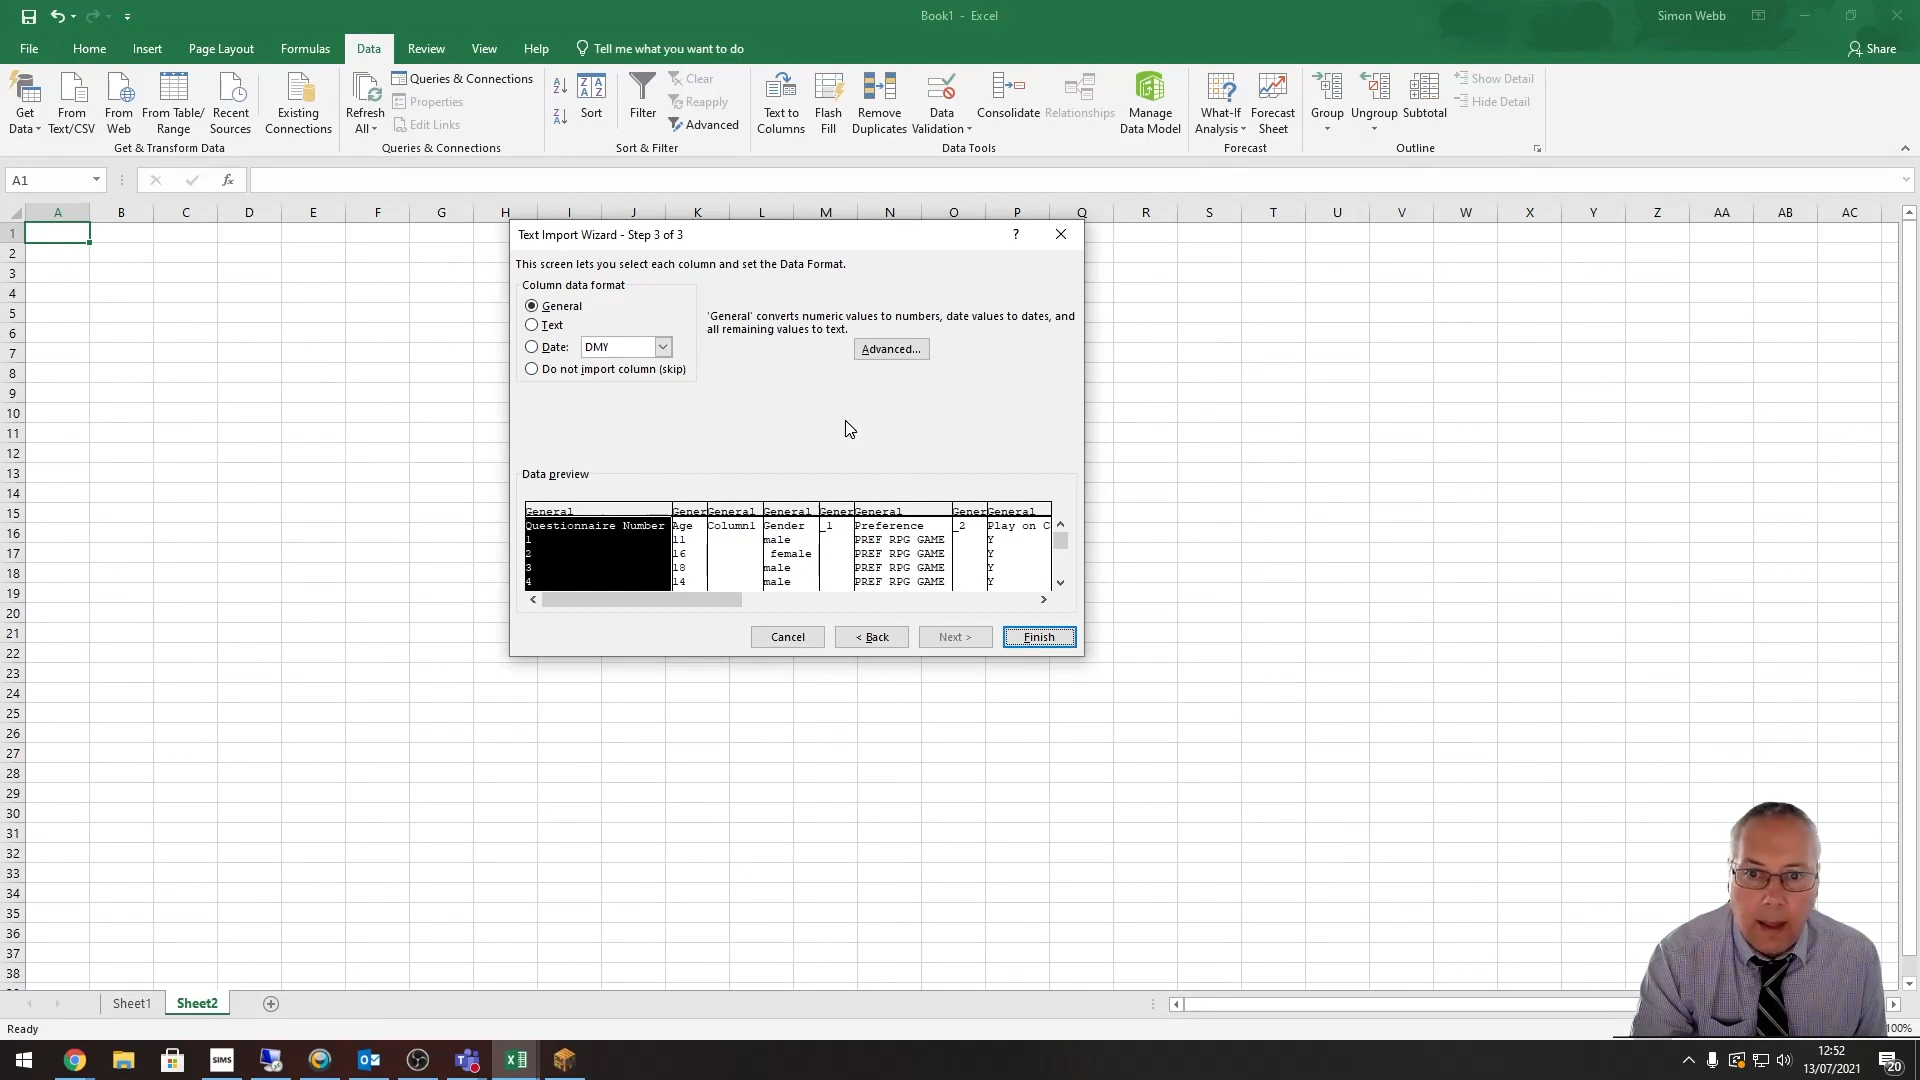 Book1 - Excel
Simon Webb
File Home Insert Page Layout Formulas Data Review View Help Tell me what you want to do
Share
Get Data
From Text/CSV
From Web
From Table/ Range
Recent Sources
Existing Connections
Get & Transform Data
Refresh All
Queries & Connections
Properties
Edit Links
Queries & Connections
Sort
Filter
Clear
Reapply
Advanced
Sort & Filter
Text to Columns
Flash Fill
Remove Duplicates
Data Validation
Consolidate
Relationships
Manage Data Model
Data Tools
What-If Analysis
Forecast Sheet
Forecast
Group
Ungroup
Subtotal
Show Detail
Hide Detail
Outline
A1
fx
A B C D E F G H I J K L M N O P Q R S T U V W X Y Z AA AB AC
1
2
3
4
5
6
7
8
9
10
11
12
13
14
15
16
17
18
19
20
21
22
23
24
25
26
27
28
29
30
31
32
33
34
35
36
37
38
Text Import Wizard - Step 3 of 3
?
This screen lets you select each column and set the Data Format.
Column data format
General
Text
Date: DMY
Do not import column (skip)
'General' converts numeric values to numbers, date values to dates, and
all remaining values to text.
Advanced...
Data preview
General Gener General General Gener General Gener General
Questionnaire Number Age Column1 Gender _1 Preference _2 Play on C
1 11 male PREF RPG GAME Y
2 16 female PREF RPG GAME Y
3 18 male PREF RPG GAME Y
4 14 male PREF RPG GAME Y
Cancel < Back Next > Finish
Sheet1 Sheet2
Ready
100%
SIMS
12:52
13/07/2021
20